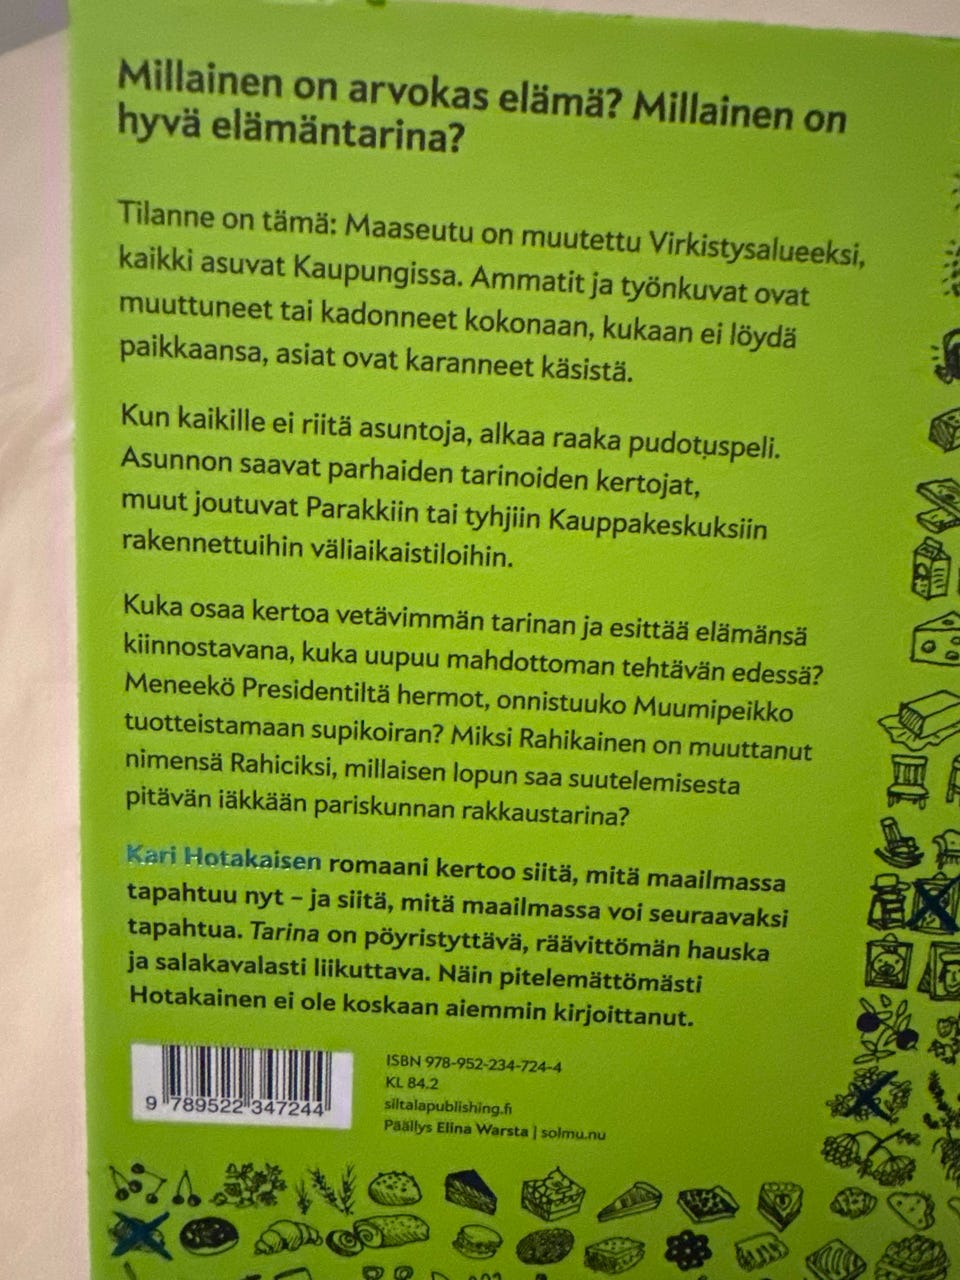 Millainen on arvokas elämä? Millainen on
hyvä elämäntarina?
Tilanne on tämä: Maaseutu on muutettu Virkistysalueeksi,
kaikki asuvat Kaupungissa. Ammatit ja työnkuvat ovat
muuttuneet tai kadonneet kokonaan, kukaan ei löydä
paikkaansa, asiat ovat karanneet käsistä.
Kun kaikille ei riitä asuntoja, alkaa raaka pudotuspeli.
Asunnon saavat parhaiden tarinoiden kertojat,
muut joutuvat Parakkiin tai tyhjiin Kauppakeskuksiin
rakennettuihin väliaikaistiloihin.
Kuka osaa kertoa vetävimmän tarinan ja esittää elämänsä
kiinnostavana, kuka uupuu mahdottoman tehtävän edessä?
Meneekö Presidentiltä hermot, onnistuuko Muumipeikko
tuotteistamaan supikoiran? Miksi Rahikainen on muuttanut
nimensä Rahiciksi, millaisen lopun saa suutelemisesta
pitävän iäkkään pariskunnan rakkaustarina?
Kari Hotakaisen romaani kertoo siitä, mitä maailmassa
tapahtuu nyt – ja siitä, mitä maailmassa voi seuraavaksi
tapahtua. Tarina on pöyristyttävä, räävittömän hauska
ja salakavalasti liikuttava. Näin pitelemättömästi
Hotakainen ei ole koskaan aiemmin kirjoittanut.
ISBN 978-952-234-724-4
KL 84.2
siltalapublishing.fi
Päällys Elina Warsta | solmu.nu
9 789522 347244